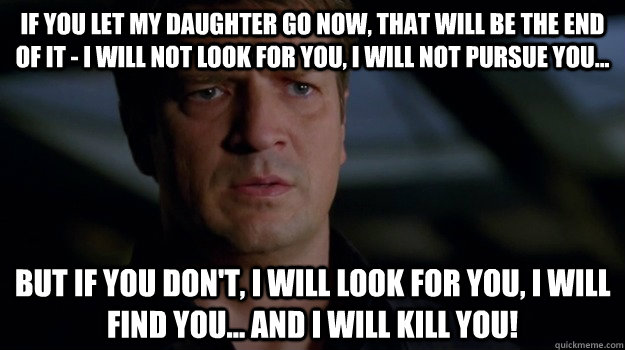 IF YOU LET MY DAUGHTER GO NOW, THAT WILL BE THE END
OF IT - I WILL NOT LOOK FOR YOU, I WILL NOT PURSUE YOU...
BUT IF YOU DON'T, I WILL LOOK FOR YOU, I WILL
FIND YOU... AND I WILL KILL YOU!
quickmeme.com